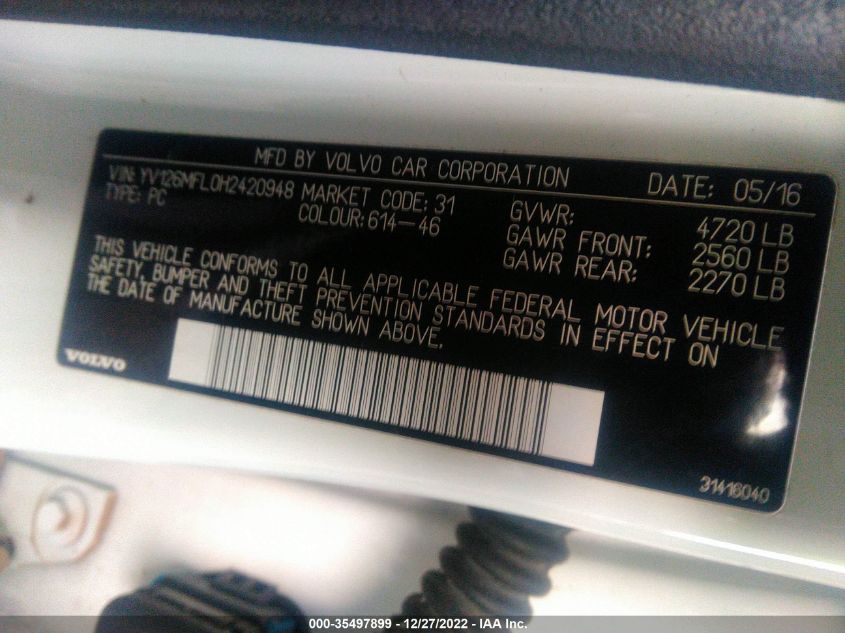 MFD BY VOLVO CAR CORPORATION DATE: 05/16
VIN: YV126MFL0H2420948 MARKET CODE: 31 GVWR: 4720 LB
TYPE: PC COLOUR: 614-46 GAWR FRONT: 2560 LB
GAWR REAR: 2270 LB
THIS VEHICLE CONFORMS TO ALL APPLICABLE FEDERAL MOTOR VEHICLE
SAFETY, BUMPER AND THEFT PREVENTION STANDARDS IN EFFECT ON
THE DATE OF MANUFACTURE SHOWN ABOVE.
VOLVO
31416040
000-35497899 - 12/27/2022 - IAA Inc.